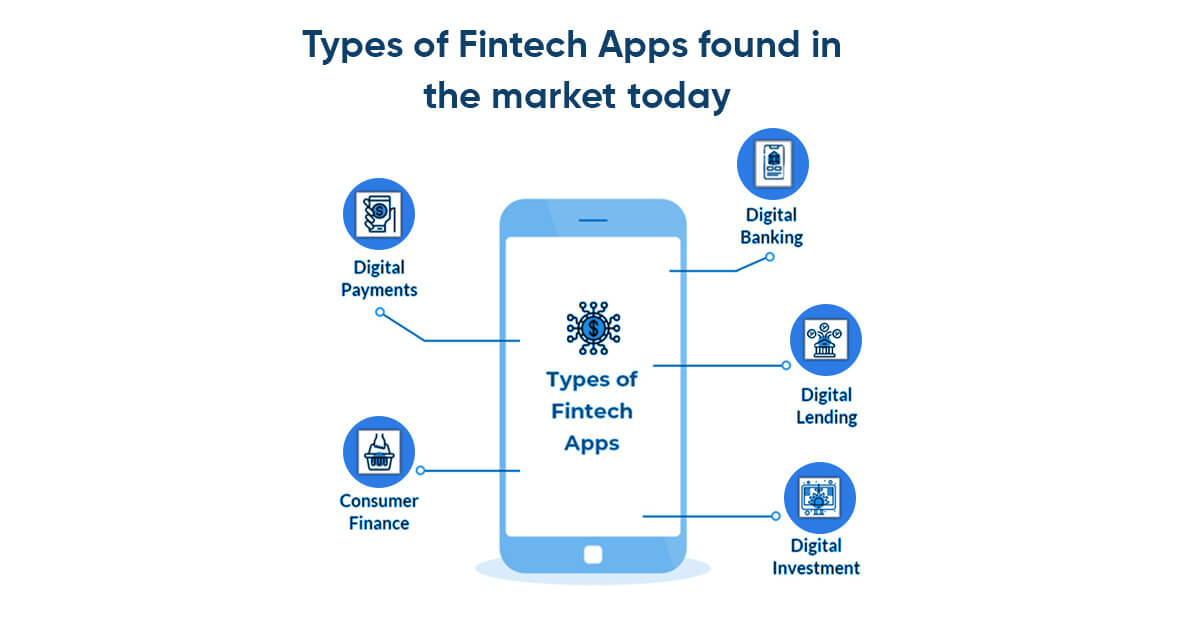 Types of Fintech Apps found in
the market today
Digital
Payments
Consumer
Finance
$
Types of
Fintech
Apps
Digital
Banking
Digital
Lending
Digital
Investment